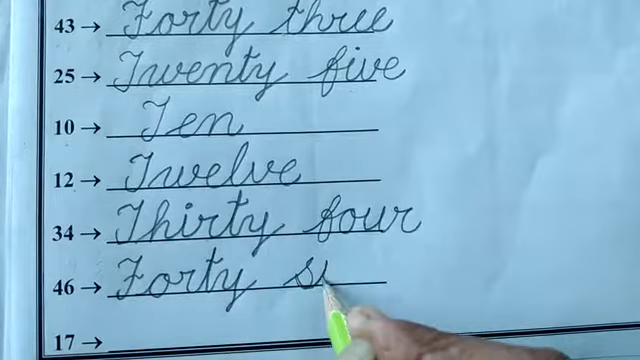 43 → Forty three
25 → Twenty five
10 → Ten
12 → Twelve
34 → Thirty four
46 → Forty si
17 →